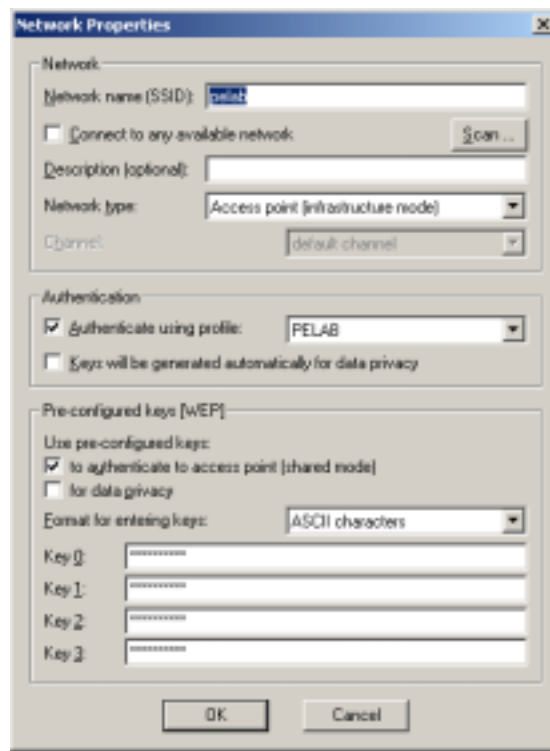 Network Properties
Network
Network name (SSID): pelab
Connect to any available network
Scan ...
Description (optional):
Network type: Access point (infrastructure mode)
Channel: default channel
Authentication
Authenticate using profile: PELAB
Keys will be generated automatically for data privacy
Pre-configured keys [WEP]
Use pre-configured keys:
to authenticate to access point (shared mode)
for data privacy
Format for entering keys: ASCII characters
Key 0: **********
Key 1: **********
Key 2: **********
Key 3: **********
OK Cancel